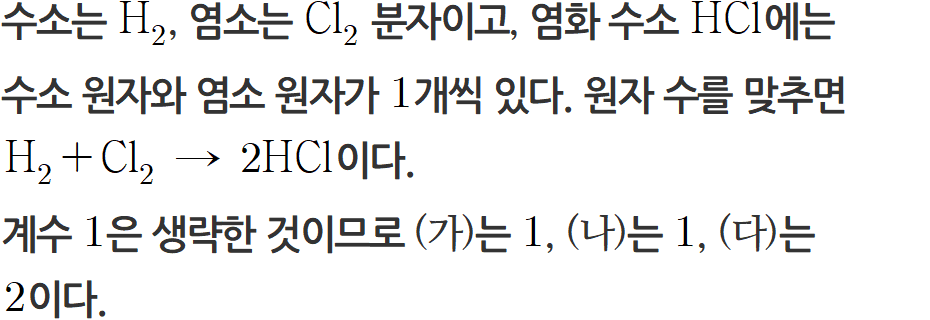 수소는 H₂, 염소는 Cl₂ 분자이고, 염화 수소 HCl에는
수소 원자와 염소 원자가 1개씩 있다. 원자 수를 맞추면
H₂+Cl₂ → 2HCl이다.
계수 1은 생략한 것이므로 (가)는 1, (나)는 1, (다)는
2이다.